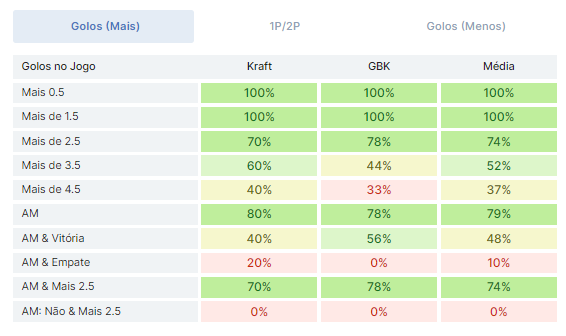 Golos (Mais) 1P/2P Golos (Menos)
Golos no Jogo Kraft GBK Média
Mais 0.5 100% 100% 100%
Mais de 1.5 100% 100% 100%
Mais de 2.5 70% 78% 74%
Mais de 3.5 60% 44% 52%
Mais de 4.5 40% 33% 37%
AM 80% 78% 79%
AM & Vitória 40% 56% 48%
AM & Empate 20% 0% 10%
AM & Mais 2.5 70% 78% 74%
AM: Não & Mais 2.5 0% 0% 0%